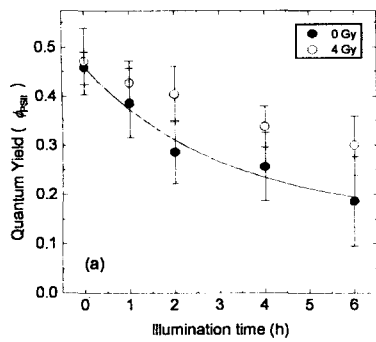 0 Gy
4 Gy
0.5
0.4
0.3
0.2
0.1
0.0
Quantum Yield ( ϕPSII )
(a)
0 1 2 3 4 5 6
Illumination time (h)